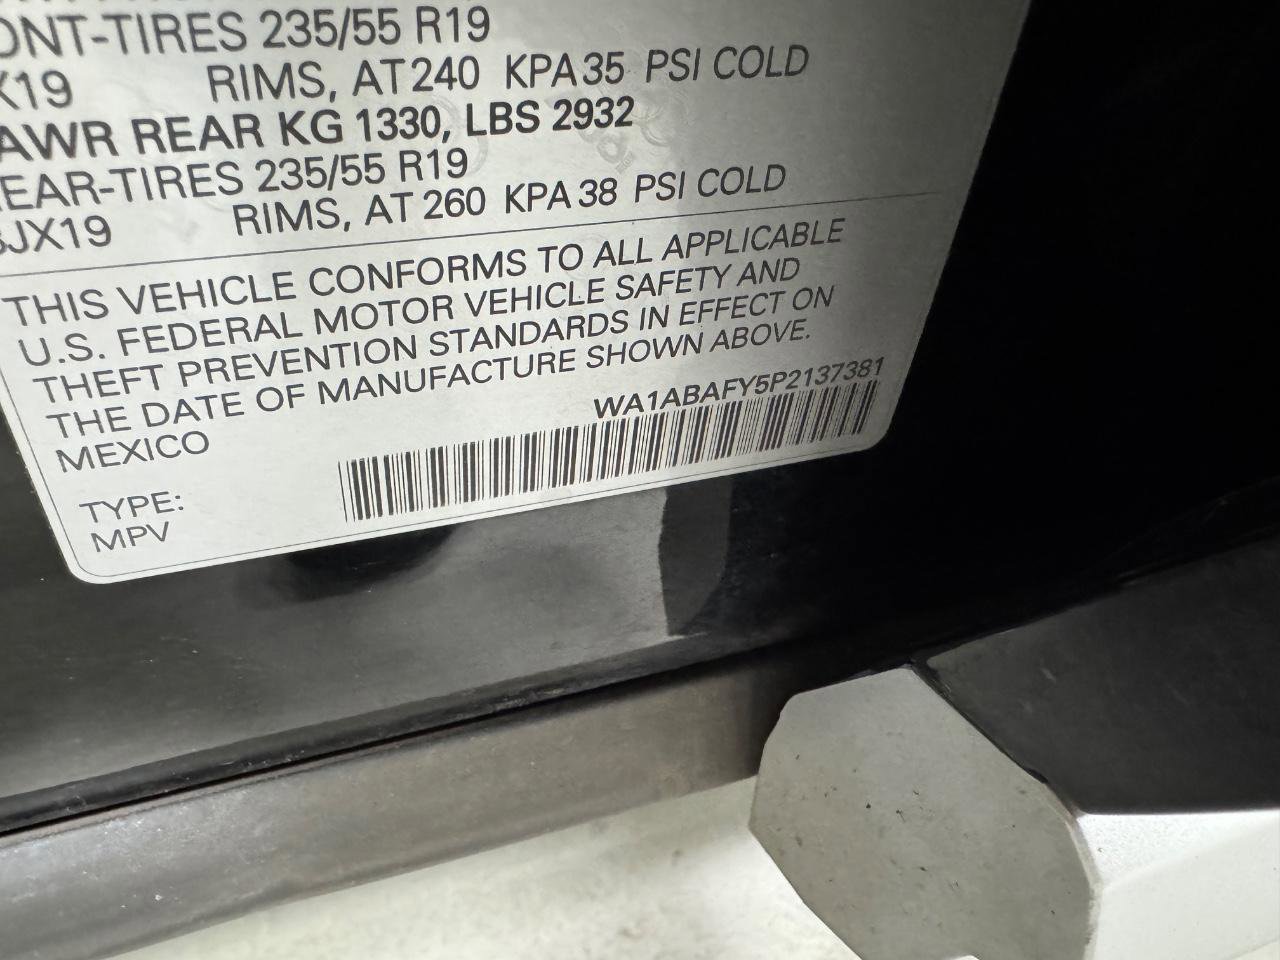 ONT-TIRES 235/55 R19
X19 RIMS, AT 240 KPA 35 PSI COLD
AWR REAR KG 1330, LBS 2932
EAR-TIRES 235/55 R19
JX19 RIMS, AT 260 KPA 38 PSI COLD
THIS VEHICLE CONFORMS TO ALL APPLICABLE
U.S. FEDERAL MOTOR VEHICLE SAFETY AND
THEFT PREVENTION STANDARDS IN EFFECT ON
THE DATE OF MANUFACTURE SHOWN ABOVE.
MEXICO
WA1ABAFY5P2137381
TYPE:
MPV